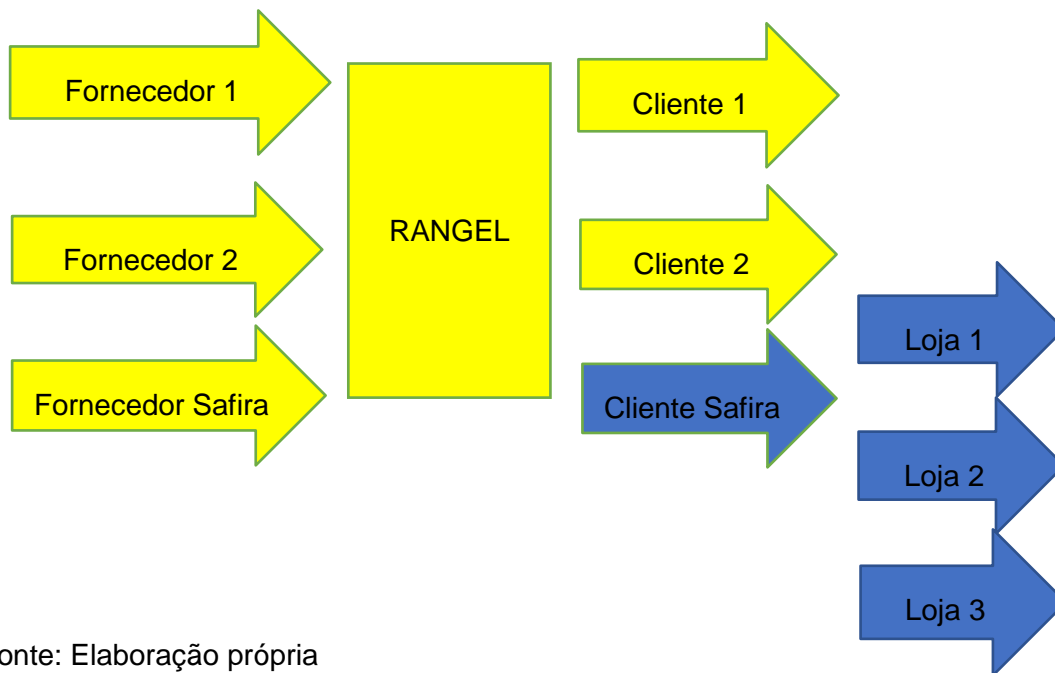 Fornecedor 1
Fornecedor 2
Fornecedor Safira
RANGEL
Cliente 1
Cliente 2
Cliente Safira
Loja 1
Loja 2
Loja 3
onte: Elaboração própria